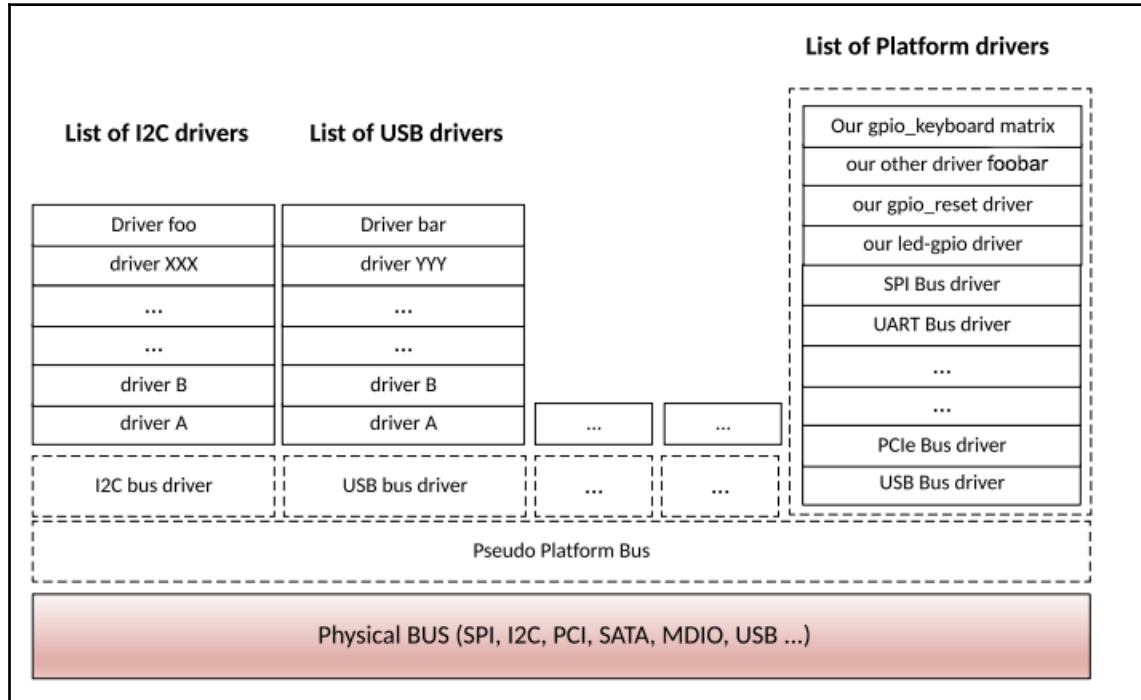 List of Platform drivers
List of I2C drivers
List of USB drivers
Our gpio_keyboard matrix
our other driver foobar
our gpio_reset driver
our led-gpio driver
SPI Bus driver
UART Bus driver
...
...
PCIe Bus driver
USB Bus driver
Driver foo
driver XXX
...
...
driver B
driver A
I2C bus driver
Driver bar
driver YYY
...
...
driver B
driver A
USB bus driver
...
...
...
...
Pseudo Platform Bus
Physical BUS (SPI, I2C, PCI, SATA, MDIO, USB ...)